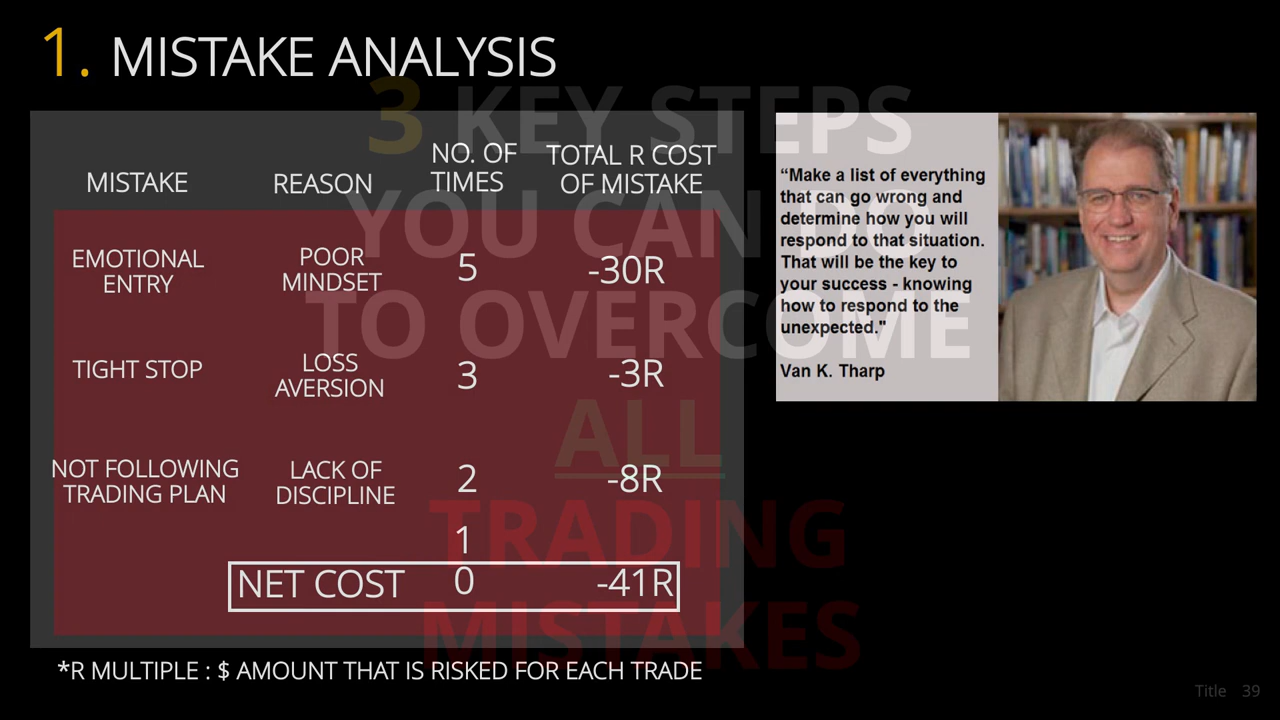 1. MISTAKE ANALYSIS
3 KEY STEPS
YOU CAN DO
TO OVERCOME
ALL
TRADING
MISTAKES
MISTAKE
REASON
NO. OF
TIMES
TOTAL R COST
OF MISTAKE
EMOTIONAL
ENTRY
POOR
MINDSET
5
-30R
TIGHT STOP
LOSS
AVERSION
3
-3R
NOT FOLLOWING
TRADING PLAN
LACK OF
DISCIPLINE
2
-8R
NET COST
1
0
-41R
*R MULTIPLE : $ AMOUNT THAT IS RISKED FOR EACH TRADE
“Make a list of everything
that can go wrong and
determine how you will
respond to that situation.
That will be the key to
your success - knowing
how to respond to the
unexpected."
Van K. Tharp
Title 39